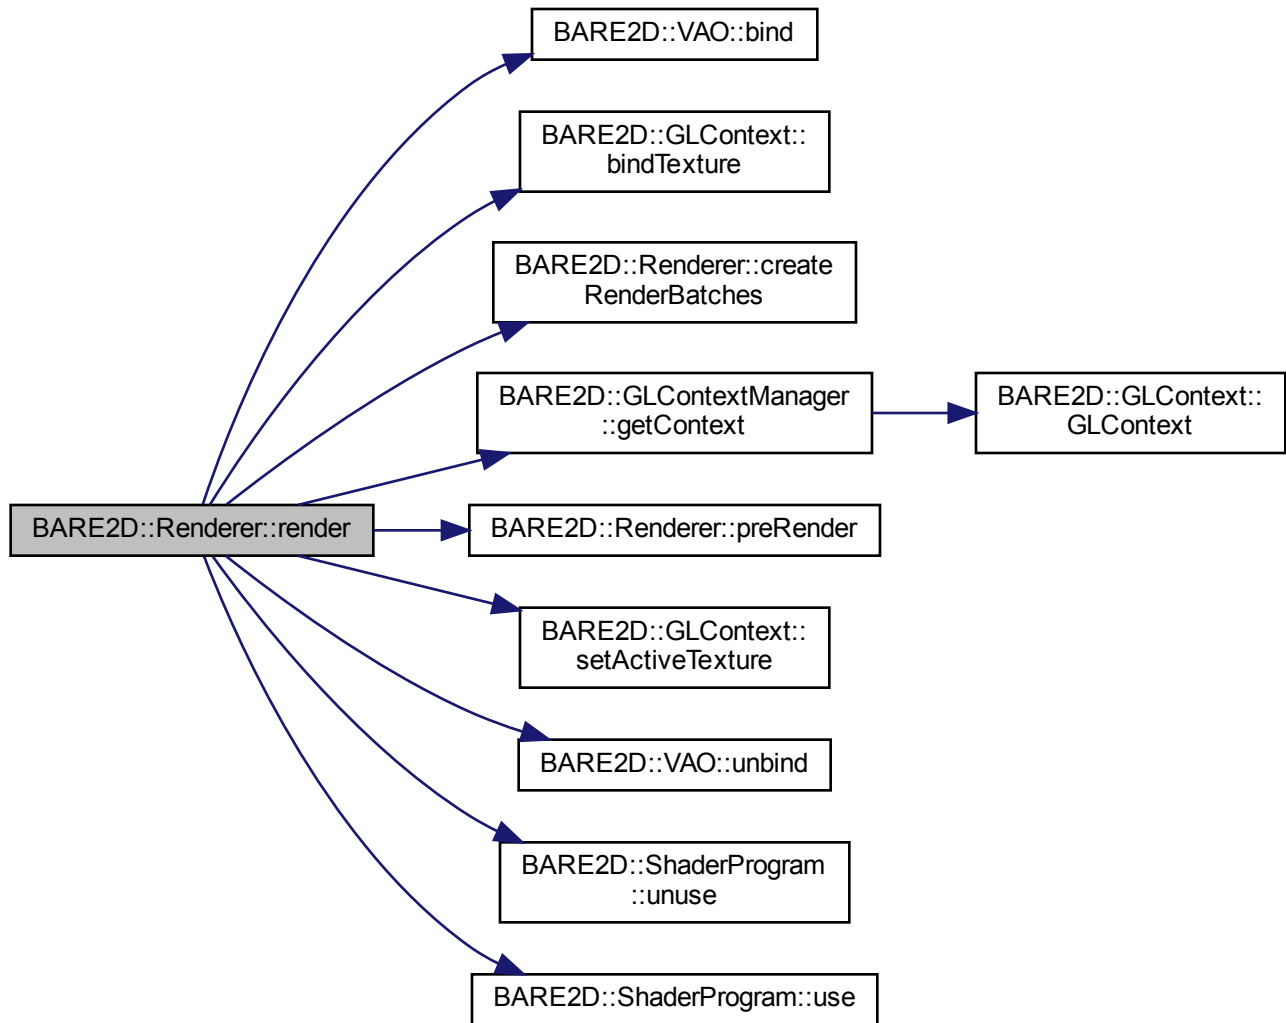 BARE2D::VAO::bind
BARE2D::GLContext::
bindTexture
BARE2D::Renderer::create
RenderBatches
BARE2D::GLContextManager
::getContext
BARE2D::GLContext::
GLContext
BARE2D::Renderer::render
BARE2D::Renderer::preRender
BARE2D::GLContext::
setActiveTexture
BARE2D::VAO::unbind
BARE2D::ShaderProgram
::unuse
BARE2D::ShaderProgram::use